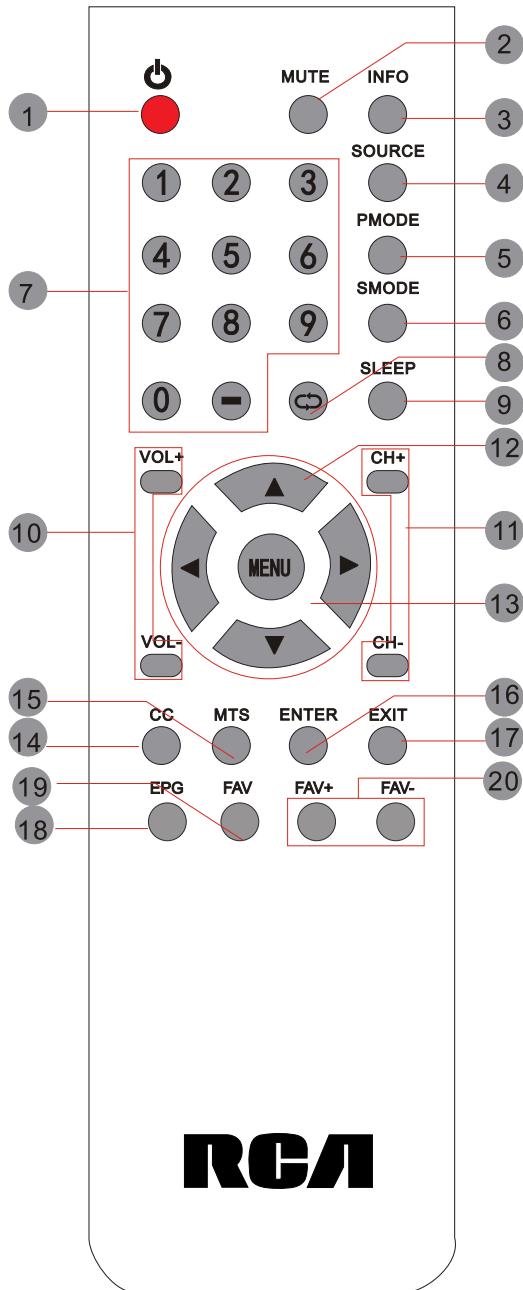 2
MUTE INFO
1
3
SOURCE
1 2 3
4
PMODE
4 5 6
5
7
SMODE
7 8 9
6
8
SLEEP
0 -
9
12
VOL+ CH+
10
11
MENU
13
VOL- CH-
15
16
CC MTS ENTER EXIT
14
17
19
20
EPG FAV FAV+ FAV-
18
RCA